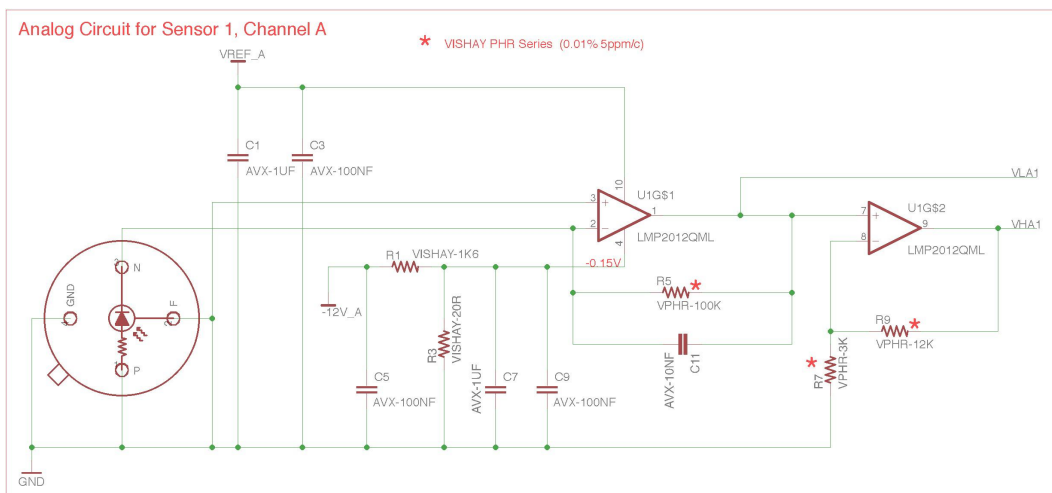 Analog Circuit for Sensor 1, Channel A
* VISHAY PHR Series (0.01% 5ppm/c)
VREF_A
C1
AVX-1UF
C3
AVX-100NF
10
3
+
1
2
-
4
U1G$1
LMP2012QML
VLA1
7
+
9
8
-
U1G$2
LMP2012QML
VHA1
-0.15V
R1
VISHAY-1K6
-12V_A
R3
VISHAY-20R
R5
*
VPHR-100K
C11
AVX-10NF
R9
*
VPHR-12K
*
R7
VPHR-3K
C5
AVX-100NF
C7
AVX-1UF
C9
AVX-100NF
3
N
GND
4
F
2
1
P
GND